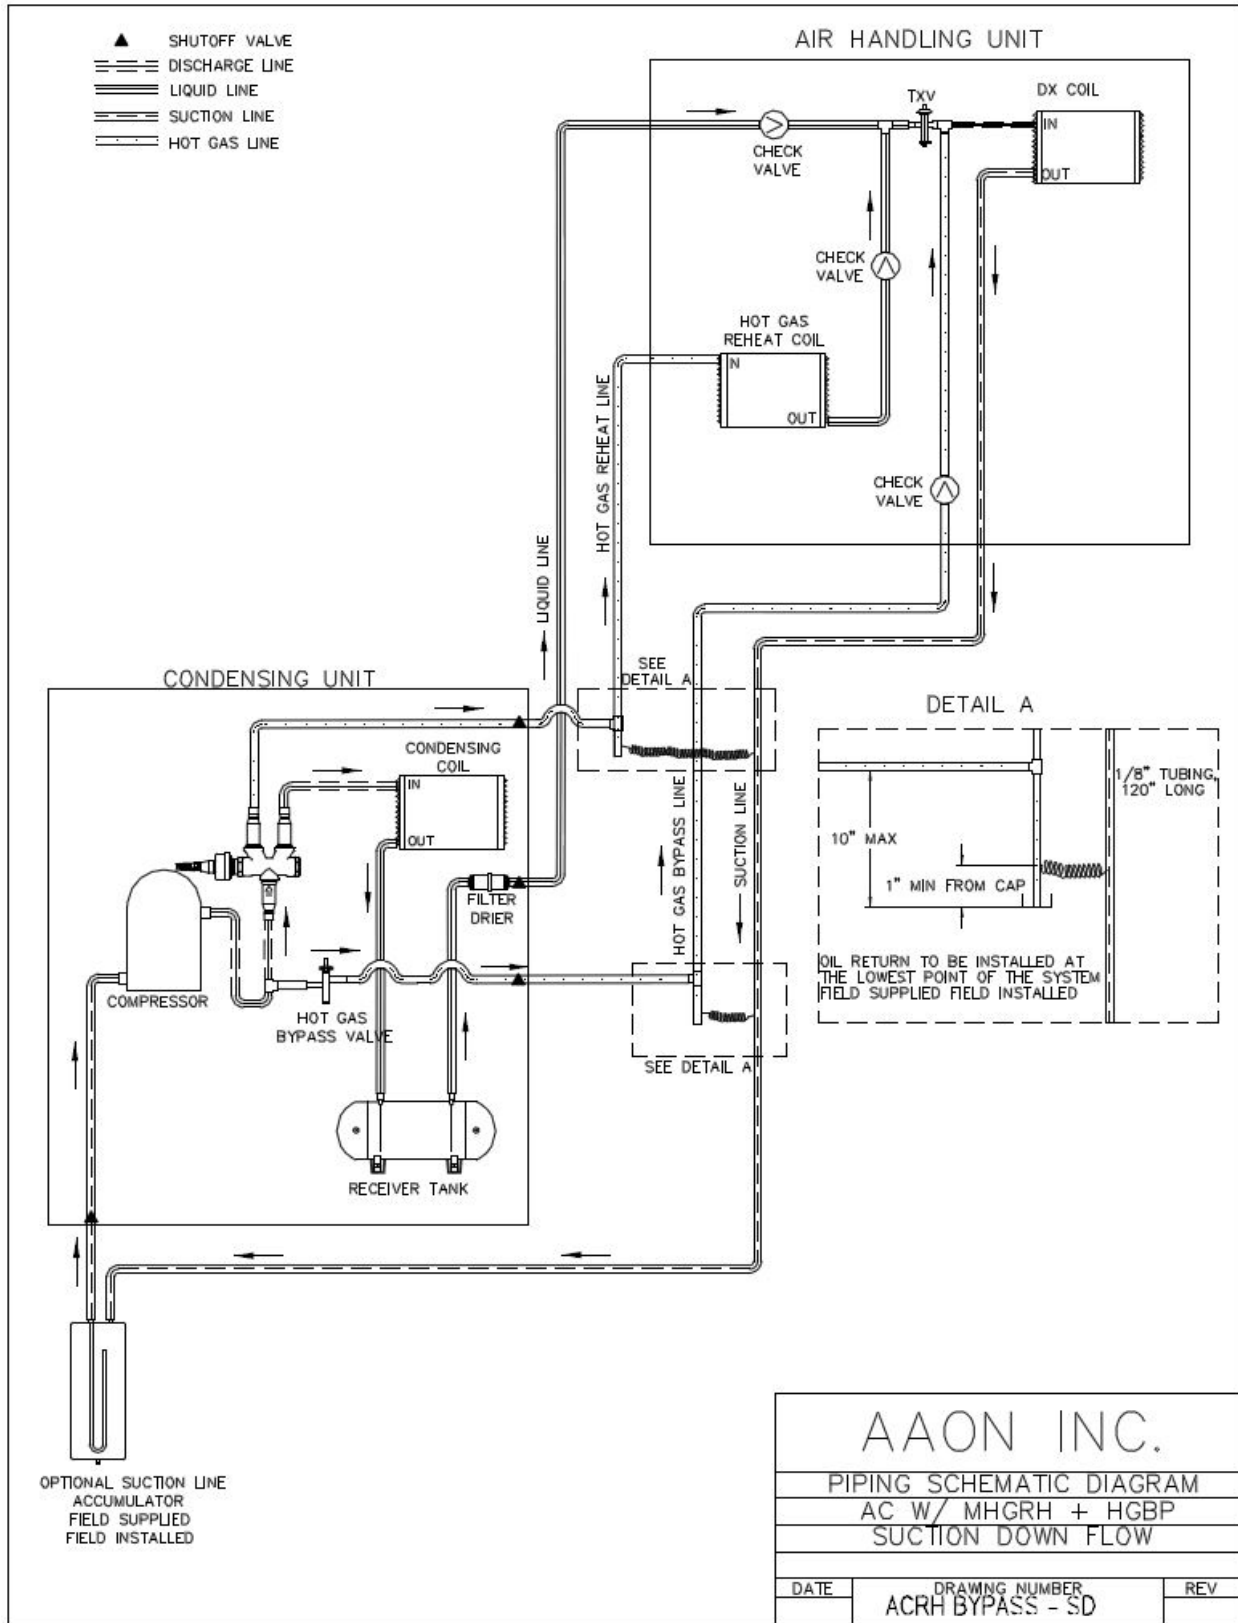 SHUTOFF VALVE
DISCHARGE LINE
LIQUID LINE
SUCTION LINE
HOT GAS LINE
AIR HANDLING UNIT
TXV
DX COIL
IN
OUT
CHECK
VALVE
CHECK
VALVE
HOT GAS
REHEAT COIL
IN
OUT
CHECK
VALVE
HOT GAS REHEAT LINE
LIQUID LINE
CONDENSING UNIT
SEE
DETAIL A
CONDENSING
COIL
IN
OUT
FILTER
DRIER
HOT GAS BYPASS LINE
SUCTION LINE
COMPRESSOR
HOT GAS
BYPASS VALVE
SEE DETAIL A
RECEIVER TANK
DETAIL A
1/8" TUBING,
120" LONG
10" MAX
1" MIN FROM CAP
OIL RETURN TO BE INSTALLED AT
THE LOWEST POINT OF THE SYSTEM
FIELD SUPPLIED FIELD INSTALLED
OPTIONAL SUCTION LINE
ACCUMULATOR
FIELD SUPPLIED
FIELD INSTALLED
AAON INC.
PIPING SCHEMATIC DIAGRAM
AC W/ MHGRH + HGBP
SUCTION DOWN FLOW
DATE
DRAWING NUMBER
REV
ACRH BYPASS - SD